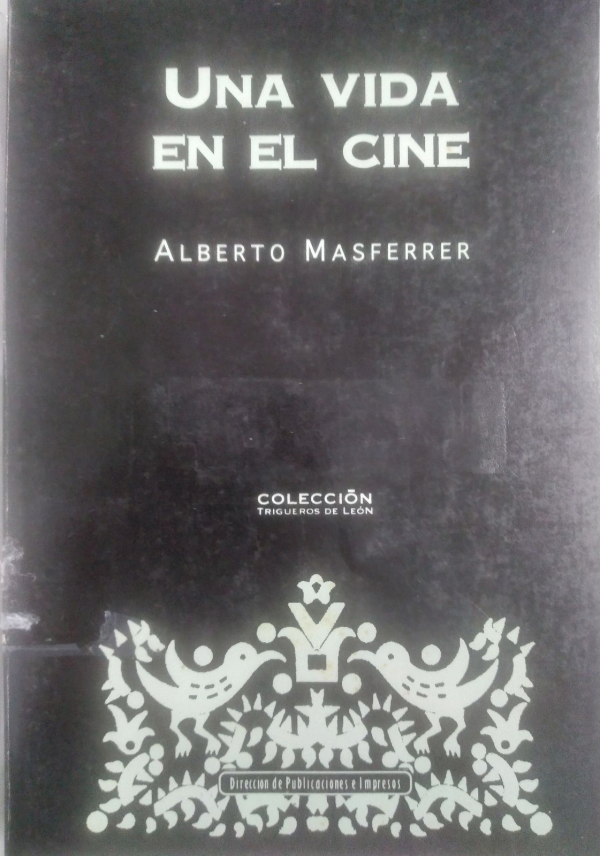 UNA VIDA
EN EL CINE
ALBERTO MASFERRER
COLECCIÓN
TRIGUEROS DE LEÓN
Dirección de Publicaciones e Impresos